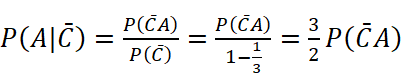 P(A|C̄) = P(C̄A)/P(C̄) = P(C̄A)/(1−1/3) = 3/2 P(C̄A)